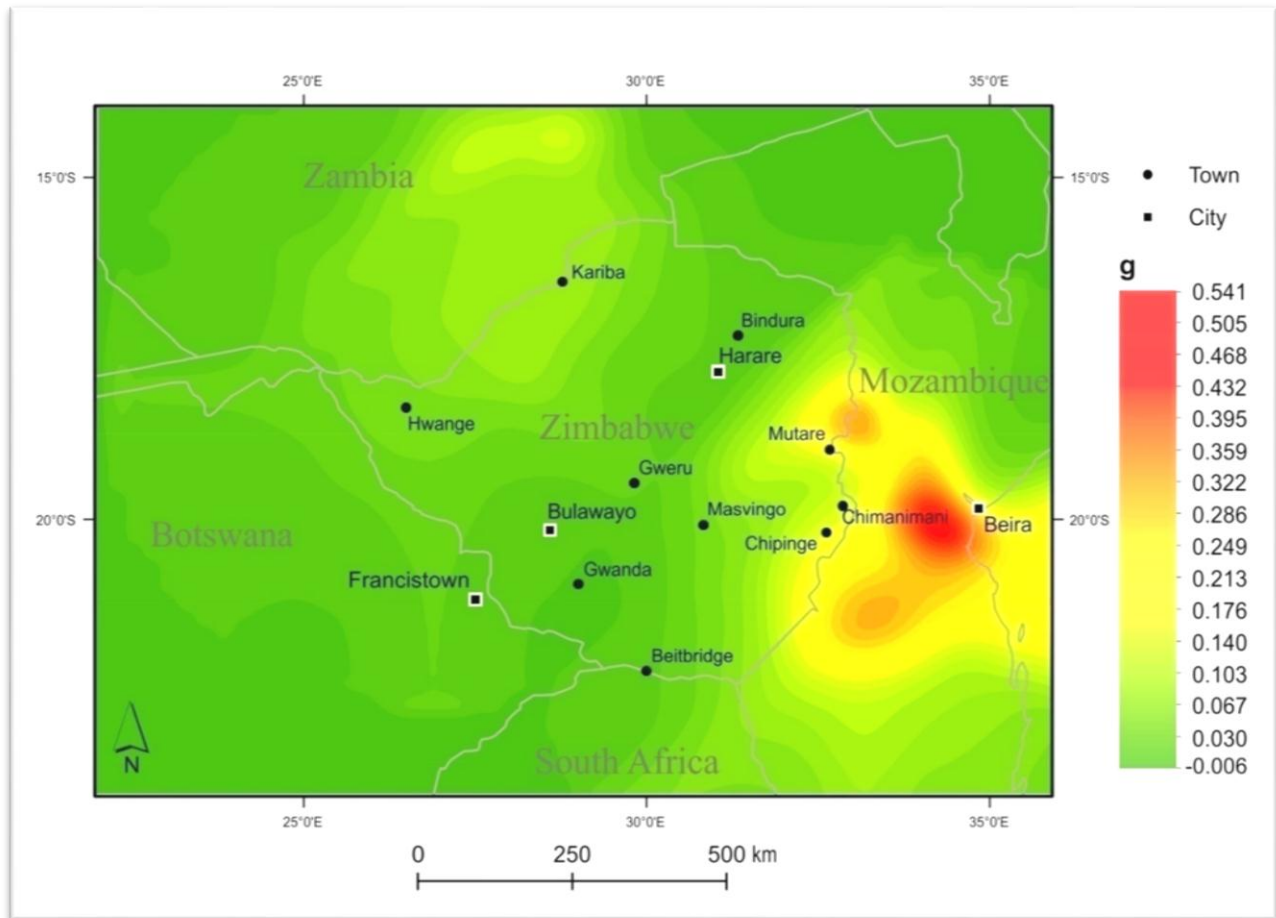 25°0'E 30°0'E 35°0'E
15°0'S 15°0'S
Zambia
Town
City
Kariba
g
0.541
Bindura
0.505
Harare
0.468
Mozambique
0.432
Hwange
0.395
Zimbabwe
Mutare
0.359
Gweru
0.322
Bulawayo
Masvingo
0.286
20°0'S 20°0'S
Chimanimani
Beira
Botswana
Chipinge
0.249
Francistown
Gwanda
0.213
0.176
Beitbridge
0.140
0.103
0.067
0.030
South Africa
-0.006
N
25°0'E 30°0'E 35°0'E
0 250 500 km